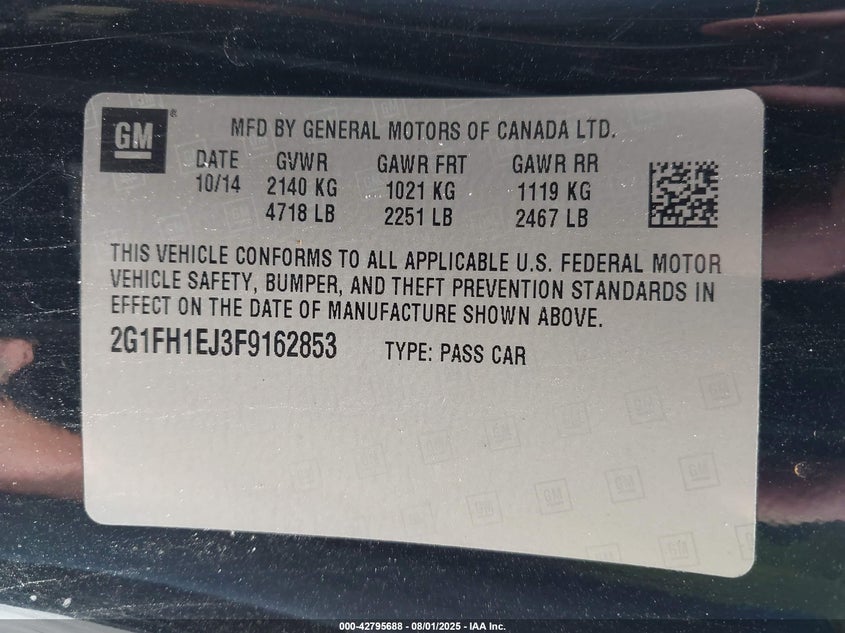 GM ®
MFD BY GENERAL MOTORS OF CANADA LTD.
DATE GVWR GAWR FRT GAWR RR
10/14 2140 KG 1021 KG 1119 KG
4718 LB 2251 LB 2467 LB
THIS VEHICLE CONFORMS TO ALL APPLICABLE U.S. FEDERAL MOTOR
VEHICLE SAFETY, BUMPER, AND THEFT PREVENTION STANDARDS IN
EFFECT ON THE DATE OF MANUFACTURE SHOWN ABOVE.
2G1FH1EJ3F9162853 TYPE: PASS CAR
000-42795688 - 08/01/2025 - IAA Inc.